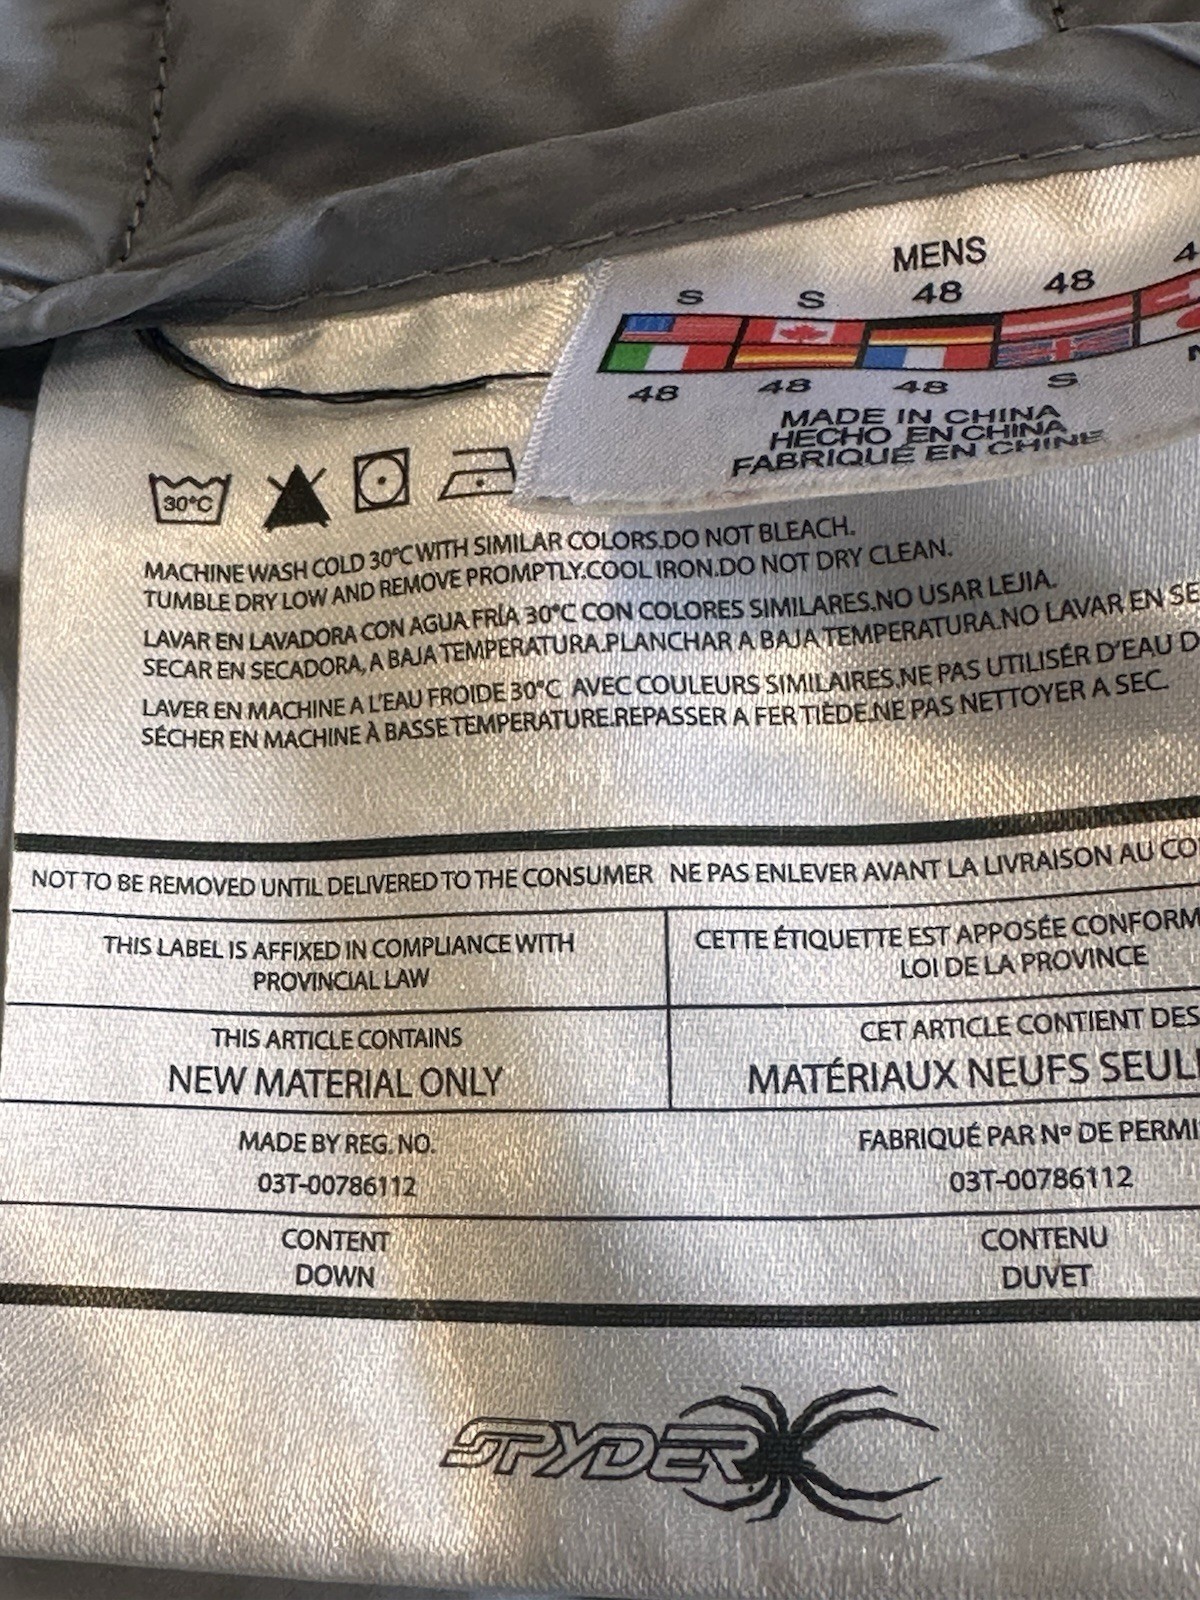 MENS
S S 48 48 4
48 48 48 S
MADE IN CHINA
HECHO EN CHINA
FABRIQUÉ EN CHINE
30°C
MACHINE WASH COLD 30°C WITH SIMILAR COLORS.DO NOT BLEACH.
TUMBLE DRY LOW AND REMOVE PROMPTLY.COOL IRON.DO NOT DRY CLEAN.
LAVAR EN LAVADORA CON AGUA FRÍA 30°C CON COLORES SIMILARES.NO USAR LEJIA.
SECAR EN SECADORA, A BAJA TEMPERATURA.PLANCHAR A BAJA TEMPERATURA.NO LAVAR EN SE
LAVER EN MACHINE A L'EAU FROIDE 30°C AVEC COULEURS SIMILAIRES.NE PAS UTILISÉR D'EAU D
SÉCHER EN MACHINE À BASSE TEMPERATURE.REPASSER A FER TIÈDE.NE PAS NETTOYER A SEC.
NOT TO BE REMOVED UNTIL DELIVERED TO THE CONSUMER NE PAS ENLEVER AVANT LA LIVRAISON AU CO
THIS LABEL IS AFFIXED IN COMPLIANCE WITH
PROVINCIAL LAW
CETTE ÉTIQUETTE EST APPOSÉE CONFORM
LOI DE LA PROVINCE
THIS ARTICLE CONTAINS
NEW MATERIAL ONLY
CET ARTICLE CONTIENT DES
MATÉRIAUX NEUFS SEUL
MADE BY REG. NO.
03T-00786112
FABRIQUÉ PAR Nº DE PERMI
03T-00786112
CONTENT
DOWN
CONTENU
DUVET
SPYDER